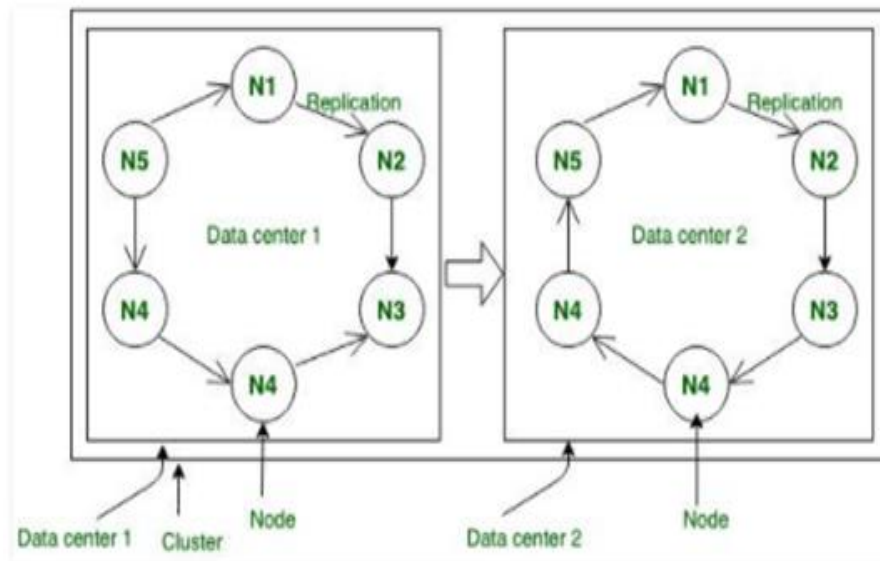 N1
Replication
N5
N2
Data center 1
N4
N3
N4
N1
Replication
N5
N2
Data center 2
N4
N3
N4
Data center 1
Cluster
Node
Data center 2
Node